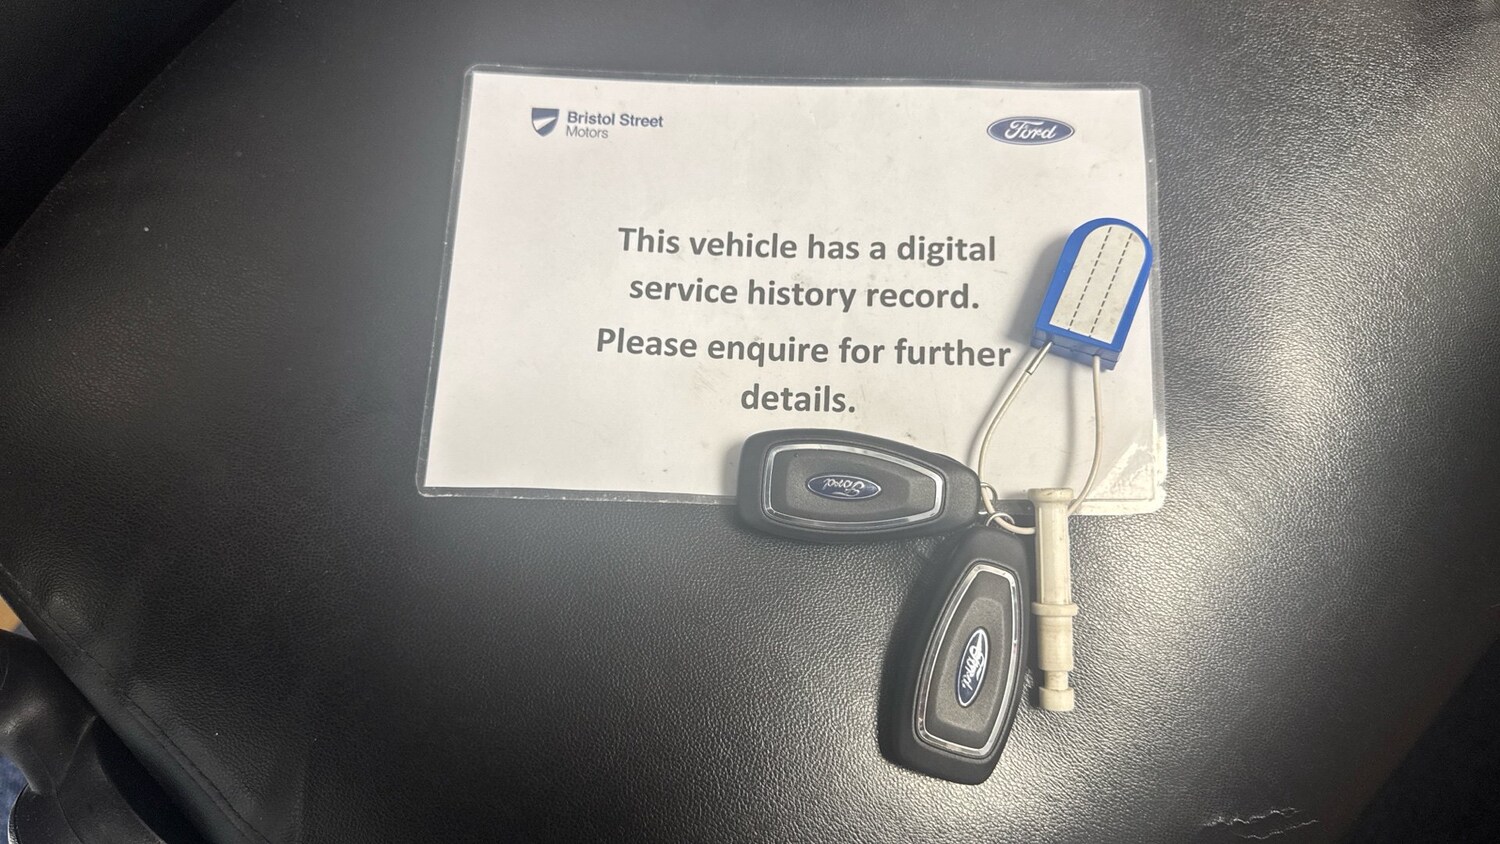 Bristol Street
Motors
Ford
This vehicle has a digital
service history record.
Please enquire for further
details.
Ford
Ford